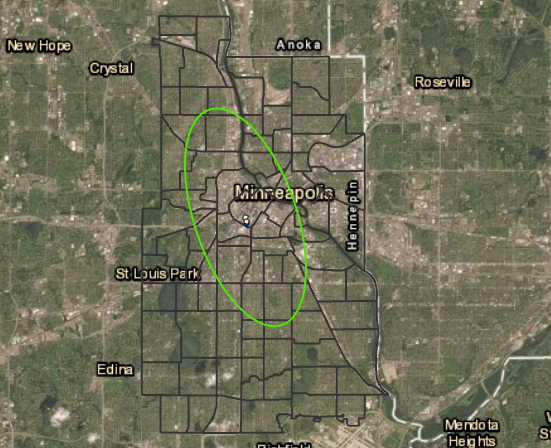 New Hope
Anoka
Crystal
Roseville
Minneapolis
Hennepin
St Louis Park
Edina
Mendota
Heights